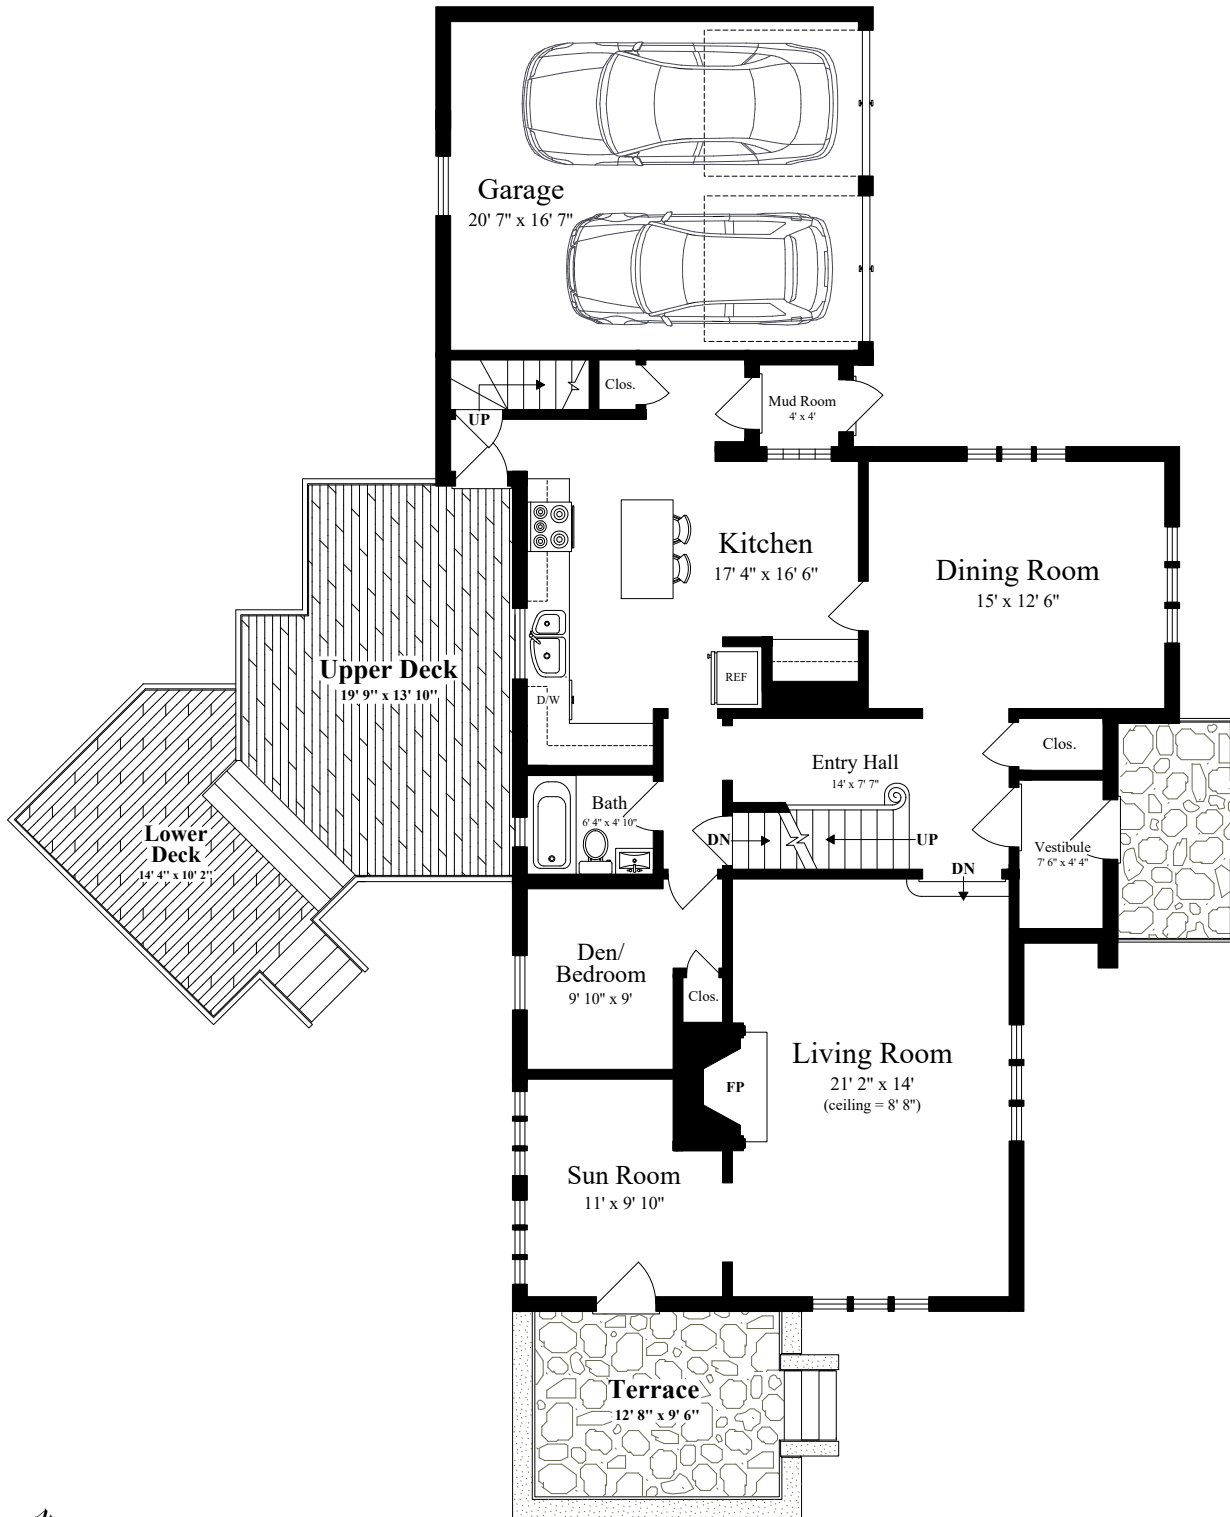 Garage
20' 7" x 16' 7"
Clos.
Mud Room
4' x 4'
UP
Kitchen
17' 4" x 16' 6"
Dining Room
15' x 12' 6"
Upper Deck
19' 9" x 13' 10"
REF
D/W
Entry Hall
14' x 7' 7"
Clos.
Bath
6' 4" x 4' 10"
Lower
Deck
14' 4" x 10' 2"
DN
UP
Vestibule
7' 6" x 4' 4"
DN
Den/
Bedroom
9' 10" x 9'
Clos.
Living Room
21' 2" x 14'
(ceiling = 8' 8")
FP
Sun Room
11' x 9' 10"
Terrace
12' 8" x 9' 6"